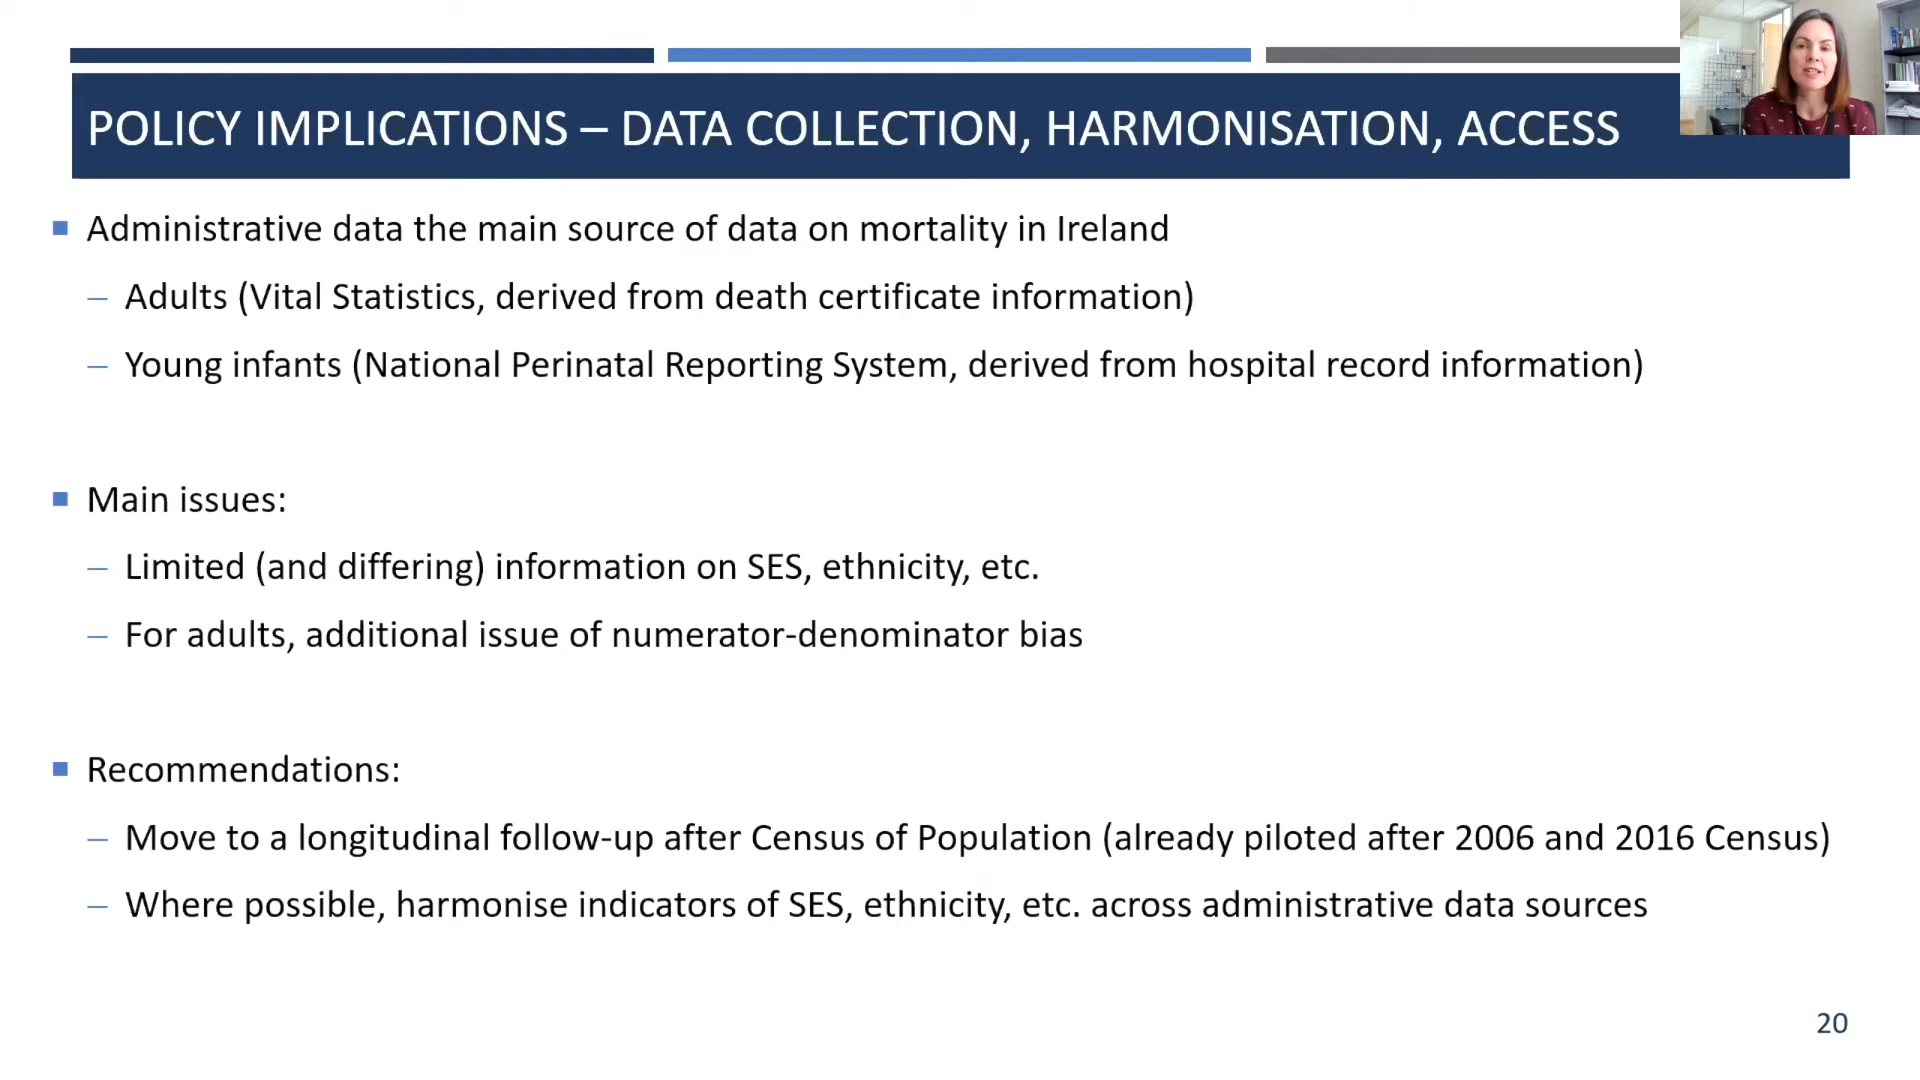 POLICY IMPLICATIONS – DATA COLLECTION, HARMONISATION, ACCESS
Administrative data the main source of data on mortality in Ireland
– Adults (Vital Statistics, derived from death certificate information)
– Young infants (National Perinatal Reporting System, derived from hospital record information)
Main issues:
– Limited (and differing) information on SES, ethnicity, etc.
– For adults, additional issue of numerator-denominator bias
Recommendations:
– Move to a longitudinal follow-up after Census of Population (already piloted after 2006 and 2016 Census)
– Where possible, harmonise indicators of SES, ethnicity, etc. across administrative data sources
20